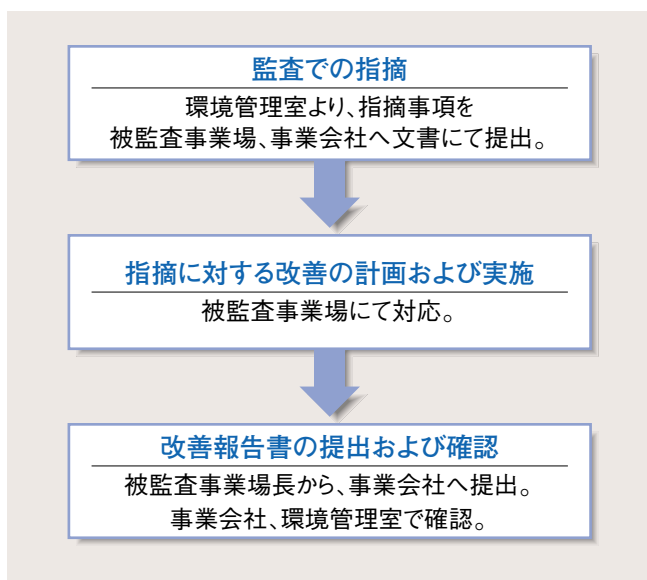 監査での指摘
環境管理室より、指摘事項を
被監査事業場、事業会社へ文書にて提出。
指摘に対する改善の計画および実施
被監査事業場にて対応。
改善報告書の提出および確認
被監査事業場長から、事業会社へ提出。
事業会社、環境管理室で確認。